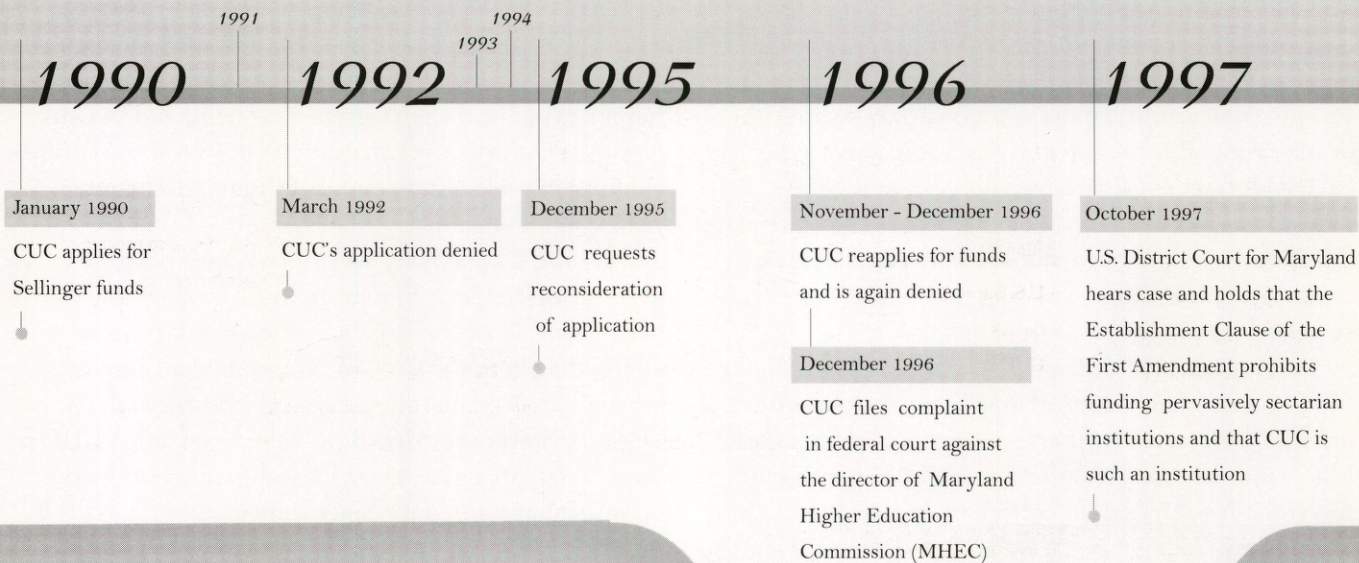 1991
1994
1993
1990
1992
1995
1996
1997
January 1990
CUC applies for
Sellinger funds
March 1992
CUC's application denied
December 1995
CUC requests
reconsideration
of application
November - December 1996
CUC reapplies for funds
and is again denied
December 1996
CUC files complaint
in federal court against
the director of Maryland
Higher Education
Commission (MHEC)
October 1997
U.S. District Court for Maryland
hears case and holds that the
Establishment Clause of the
First Amendment prohibits
funding pervasively sectarian
institutions and that CUC is
such an institution